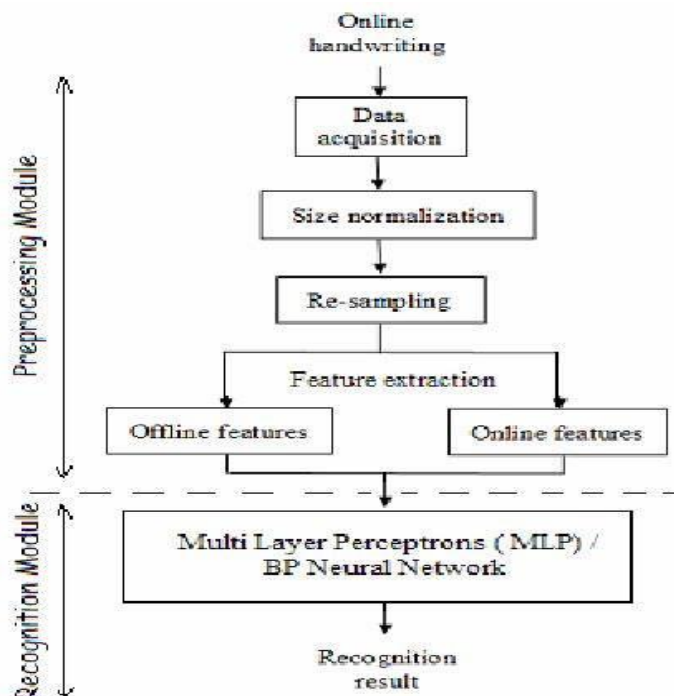 Online
handwriting
Data
acquisition
Size normalization
Re-sampling
Feature extraction
Offline features
Online features
Multi Layer Perceptrons ( MLP) /
BP Neural Network
Recognition
result
Preprocessing Module
Recognition Module